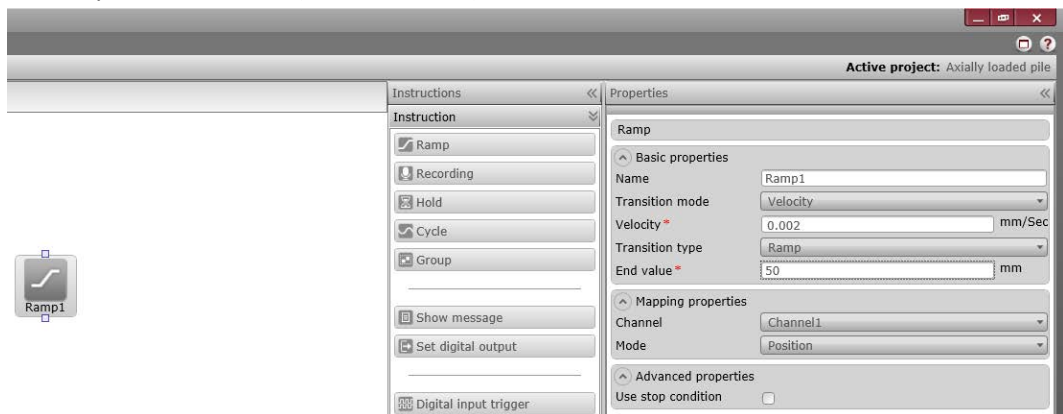 Active project: Axially loaded pile
Instructions
Instruction
Ramp
Recording
Hold
Cycle
Group
Show message
Set digital output
Digital input trigger
Ramp1
Properties
Ramp
Basic properties
Name Ramp1
Transition mode Velocity
Velocity * 0.002 mm/Sec
Transition type Ramp
End value * 50 mm
Mapping properties
Channel Channel1
Mode Position
Advanced properties
Use stop condition